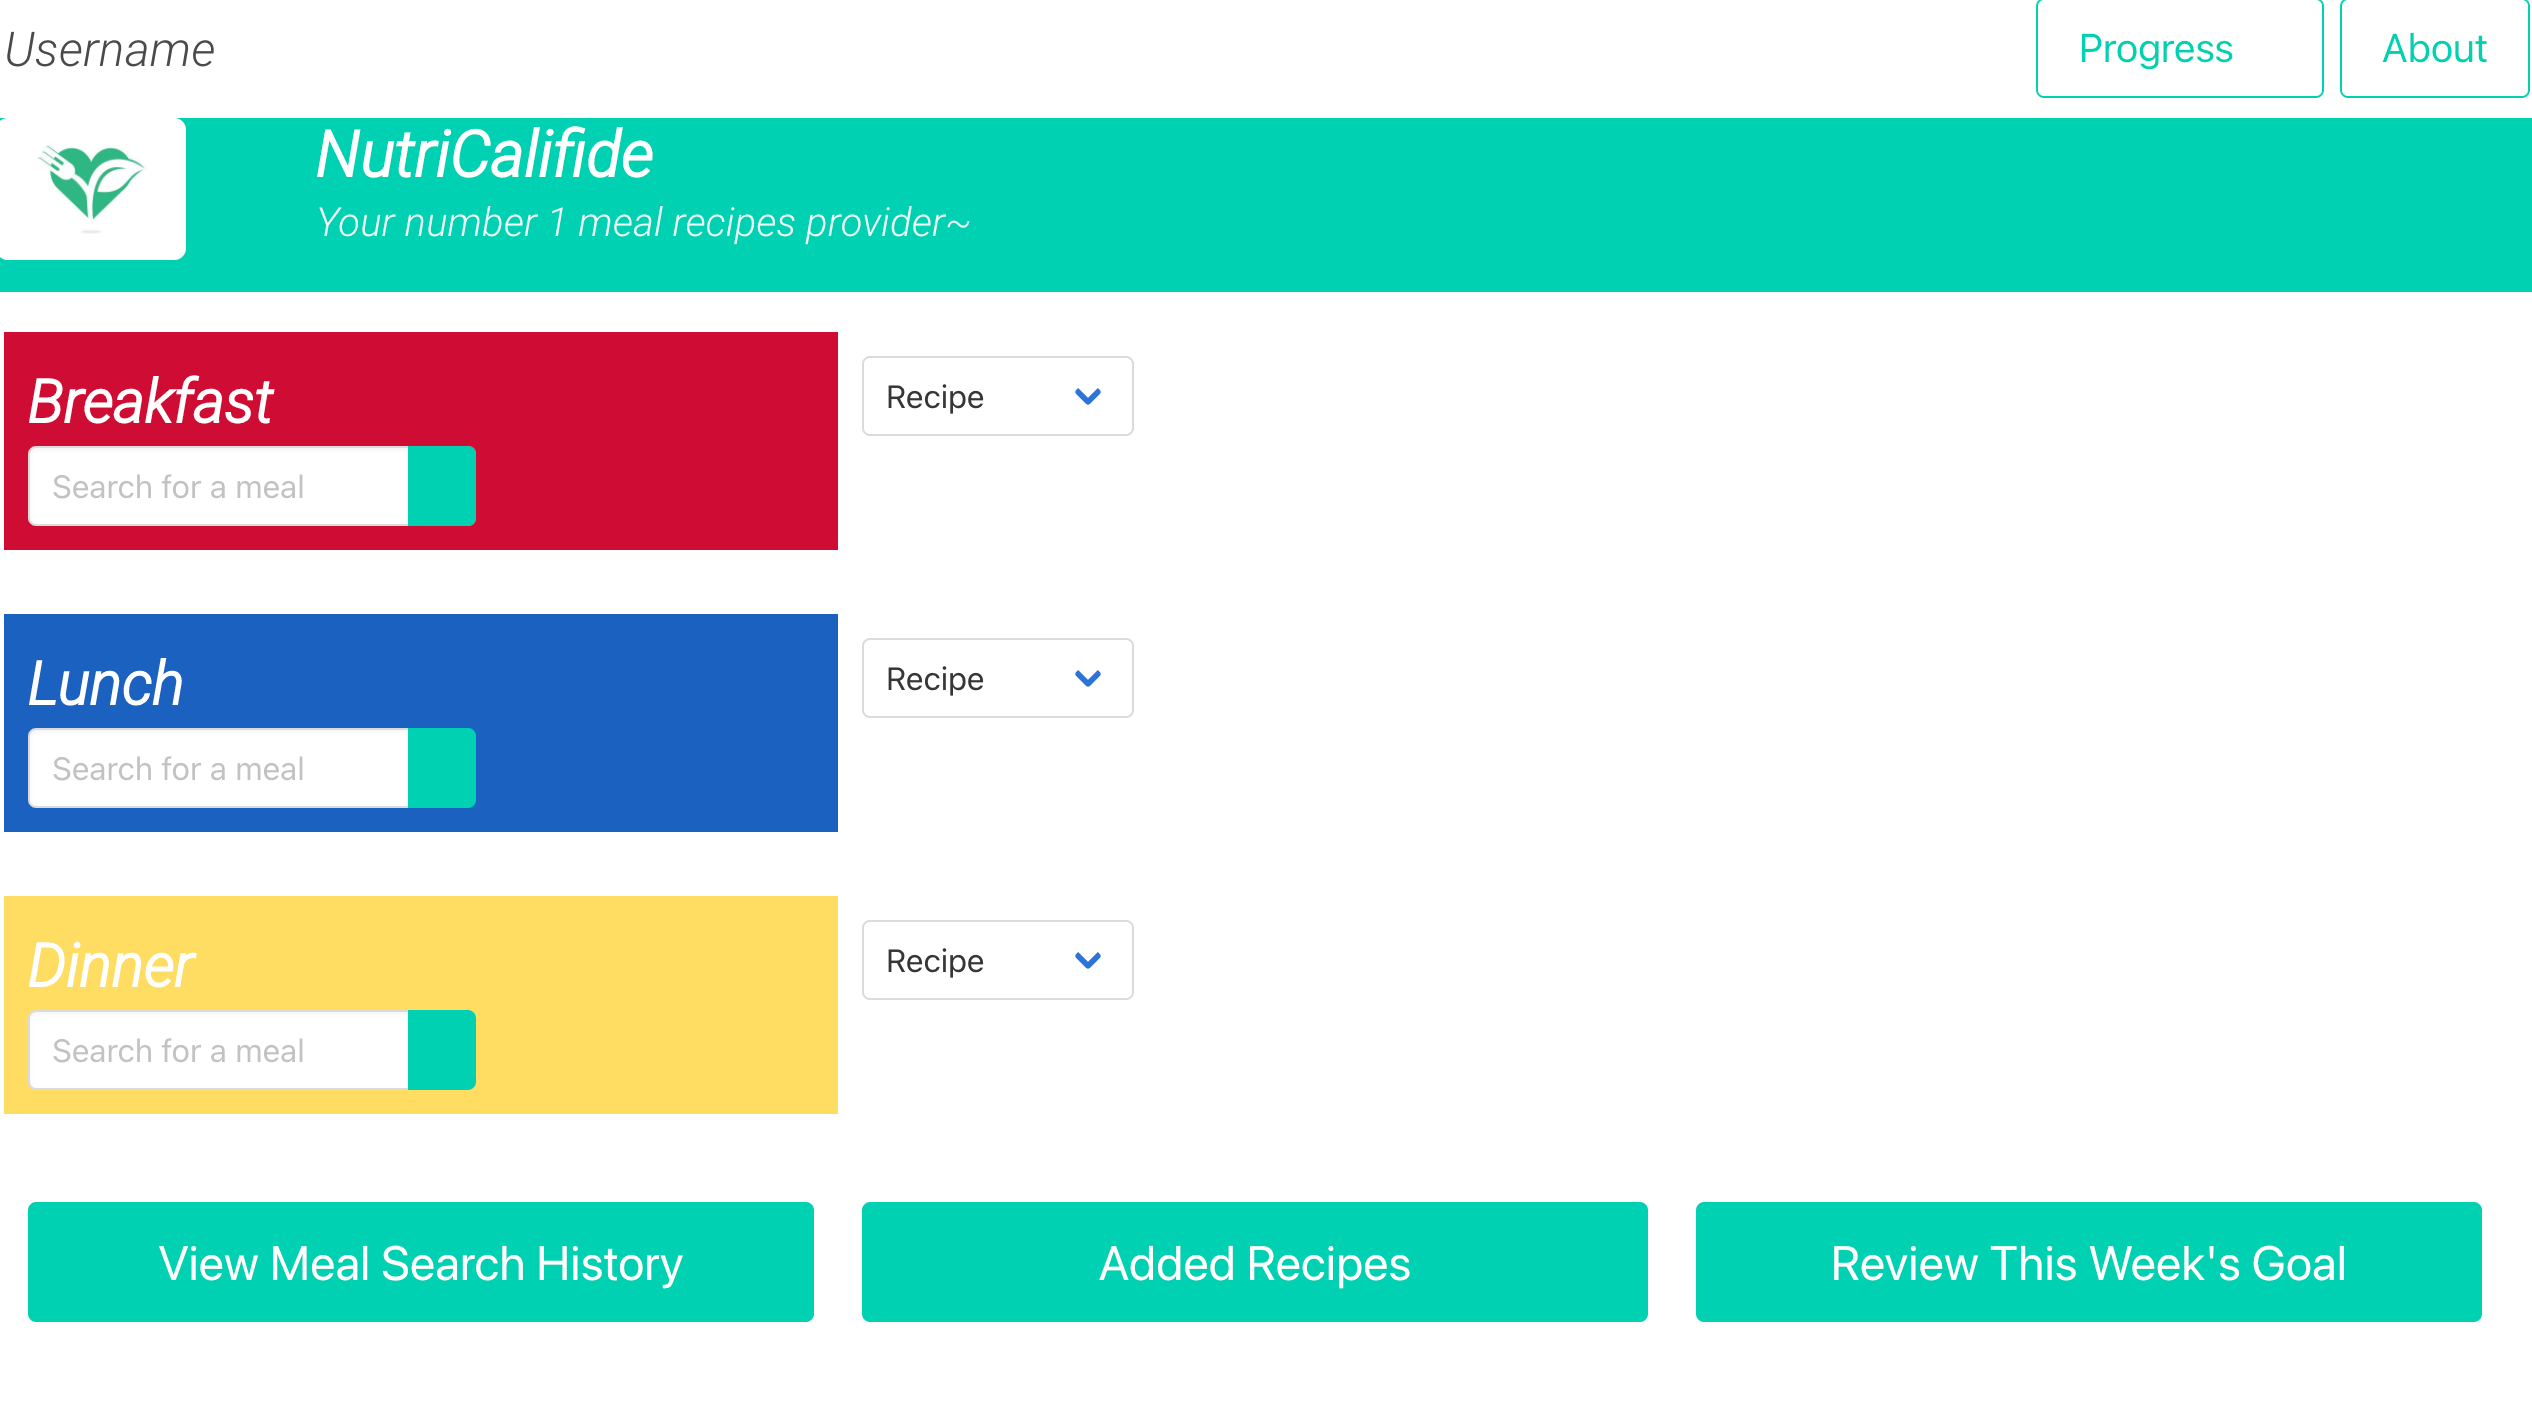 Username
Progress
About
NutriCalifide
Your number 1 meal recipes provider~
Breakfast
Recipe
Search for a meal
Lunch
Recipe
Search for a meal
Dinner
Recipe
Search for a meal
View Meal Search History
Added Recipes
Review This Week's Goal